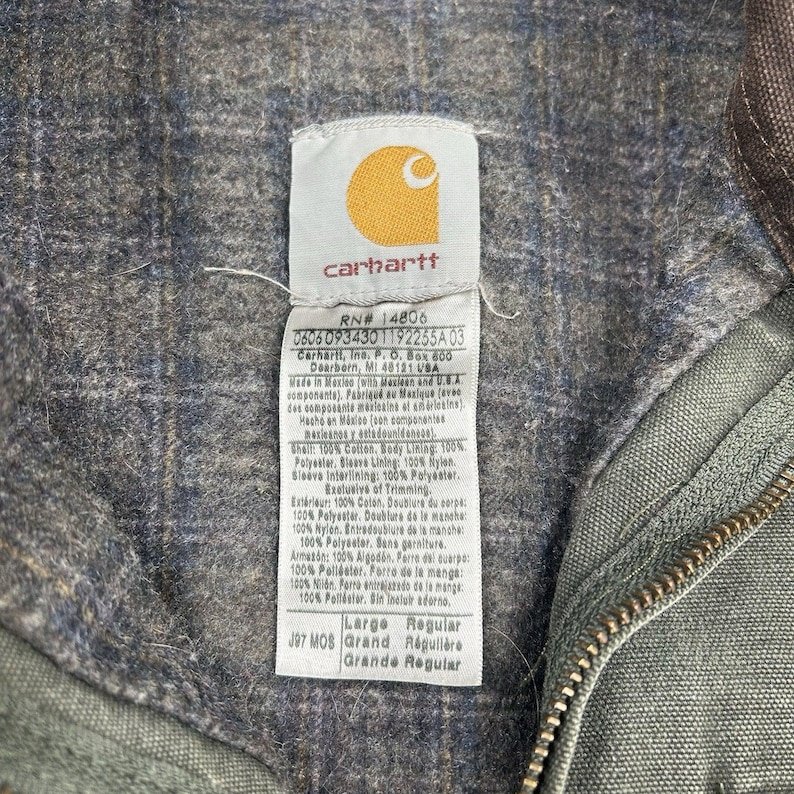 carhartt
RN# 14806
0606 093430 1192255A 03
Carhartt, Inc. P. O. Box 600
Dearborn, MI 48121 USA
Made in Mexico (with Mexican and U.S.A
components). Fabriqué au Mexique (avec
des composants mexicains et américains).
Hecho en México (con componentes
mexicanos y estadounidenses).
Shell: 100% Cotton. Body Lining: 100%
Polyester. Sleeve Lining: 100% Nylon.
Sleeve Interlining: 100% Polyester.
Exclusive of Trimming.
Extérieur: 100% Coton. Doublure du corps:
100% Polyester. Doublure de la manche:
100% Nylon. Entredoublure de la manche:
100% Polyester. Sans garniture.
Armazón: 100% Algodón. Forro del cuerpo:
100% Poliéster. Forro de la manga:
100% Nilón. Forro entrelazado de la manga:
100% Poliéster. Sin incluir adorno.
J97 MOS
Large Regular
Grand Régulière
Grande Regular